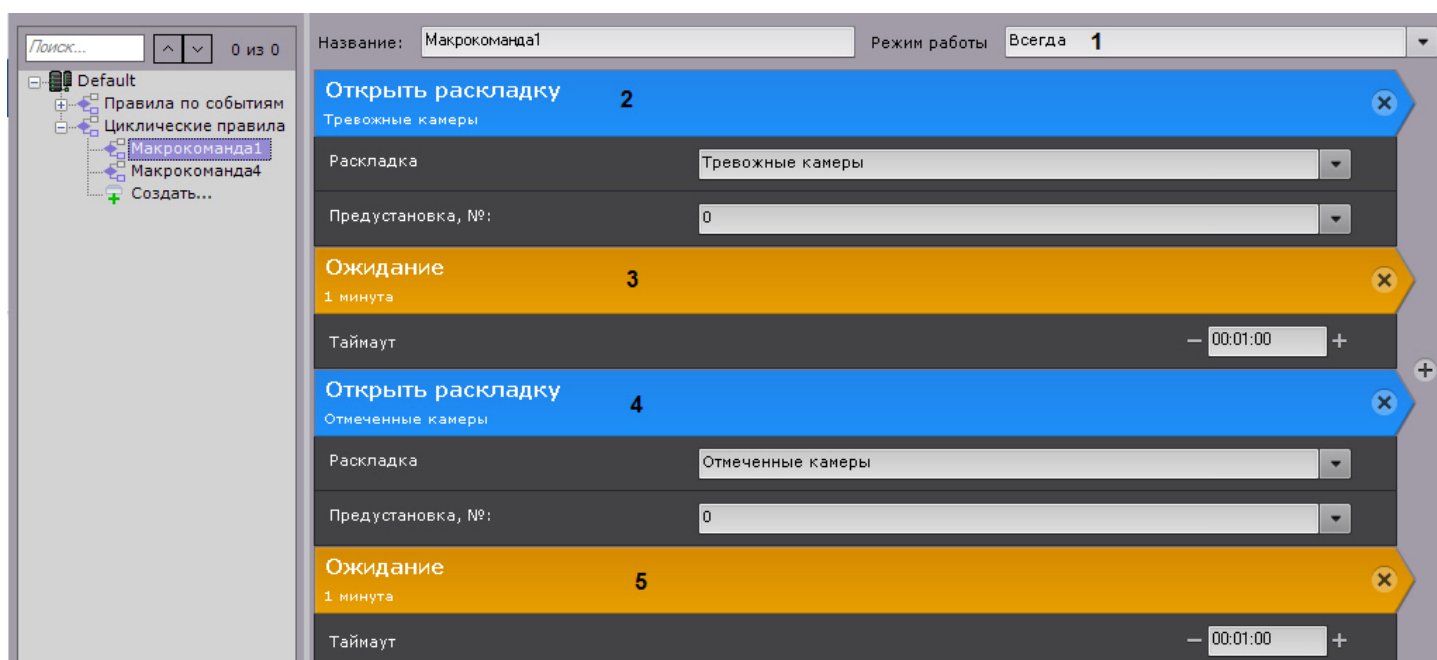 Поиск...
0 из 0
Default
Правила по событиям
Циклические правила
Макрокоманда1
Макрокоманда4
Создать...
Название: Макрокоманда1 Режим работы Всегда 1
Открыть раскладку 2
Тревожные камеры
Раскладка Тревожные камеры
Предустановка, №: 0
Ожидание 3
1 минута
Таймаут – 00:01:00 +
Открыть раскладку 4
Отмеченные камеры
Раскладка Отмеченные камеры
Предустановка, №: 0
Ожидание 5
1 минута
Таймаут – 00:01:00 +